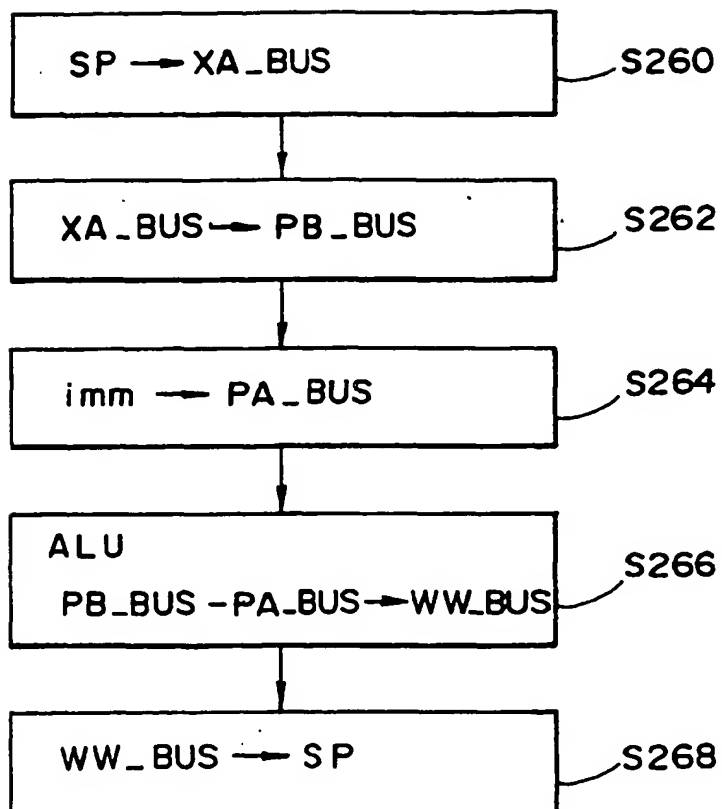 SP → XA_BUS
S260
XA_BUS → PB_BUS
S262
imm → PA_BUS
S264
ALU
PB_BUS - PA_BUS → WW_BUS
S266
WW_BUS → SP
S268